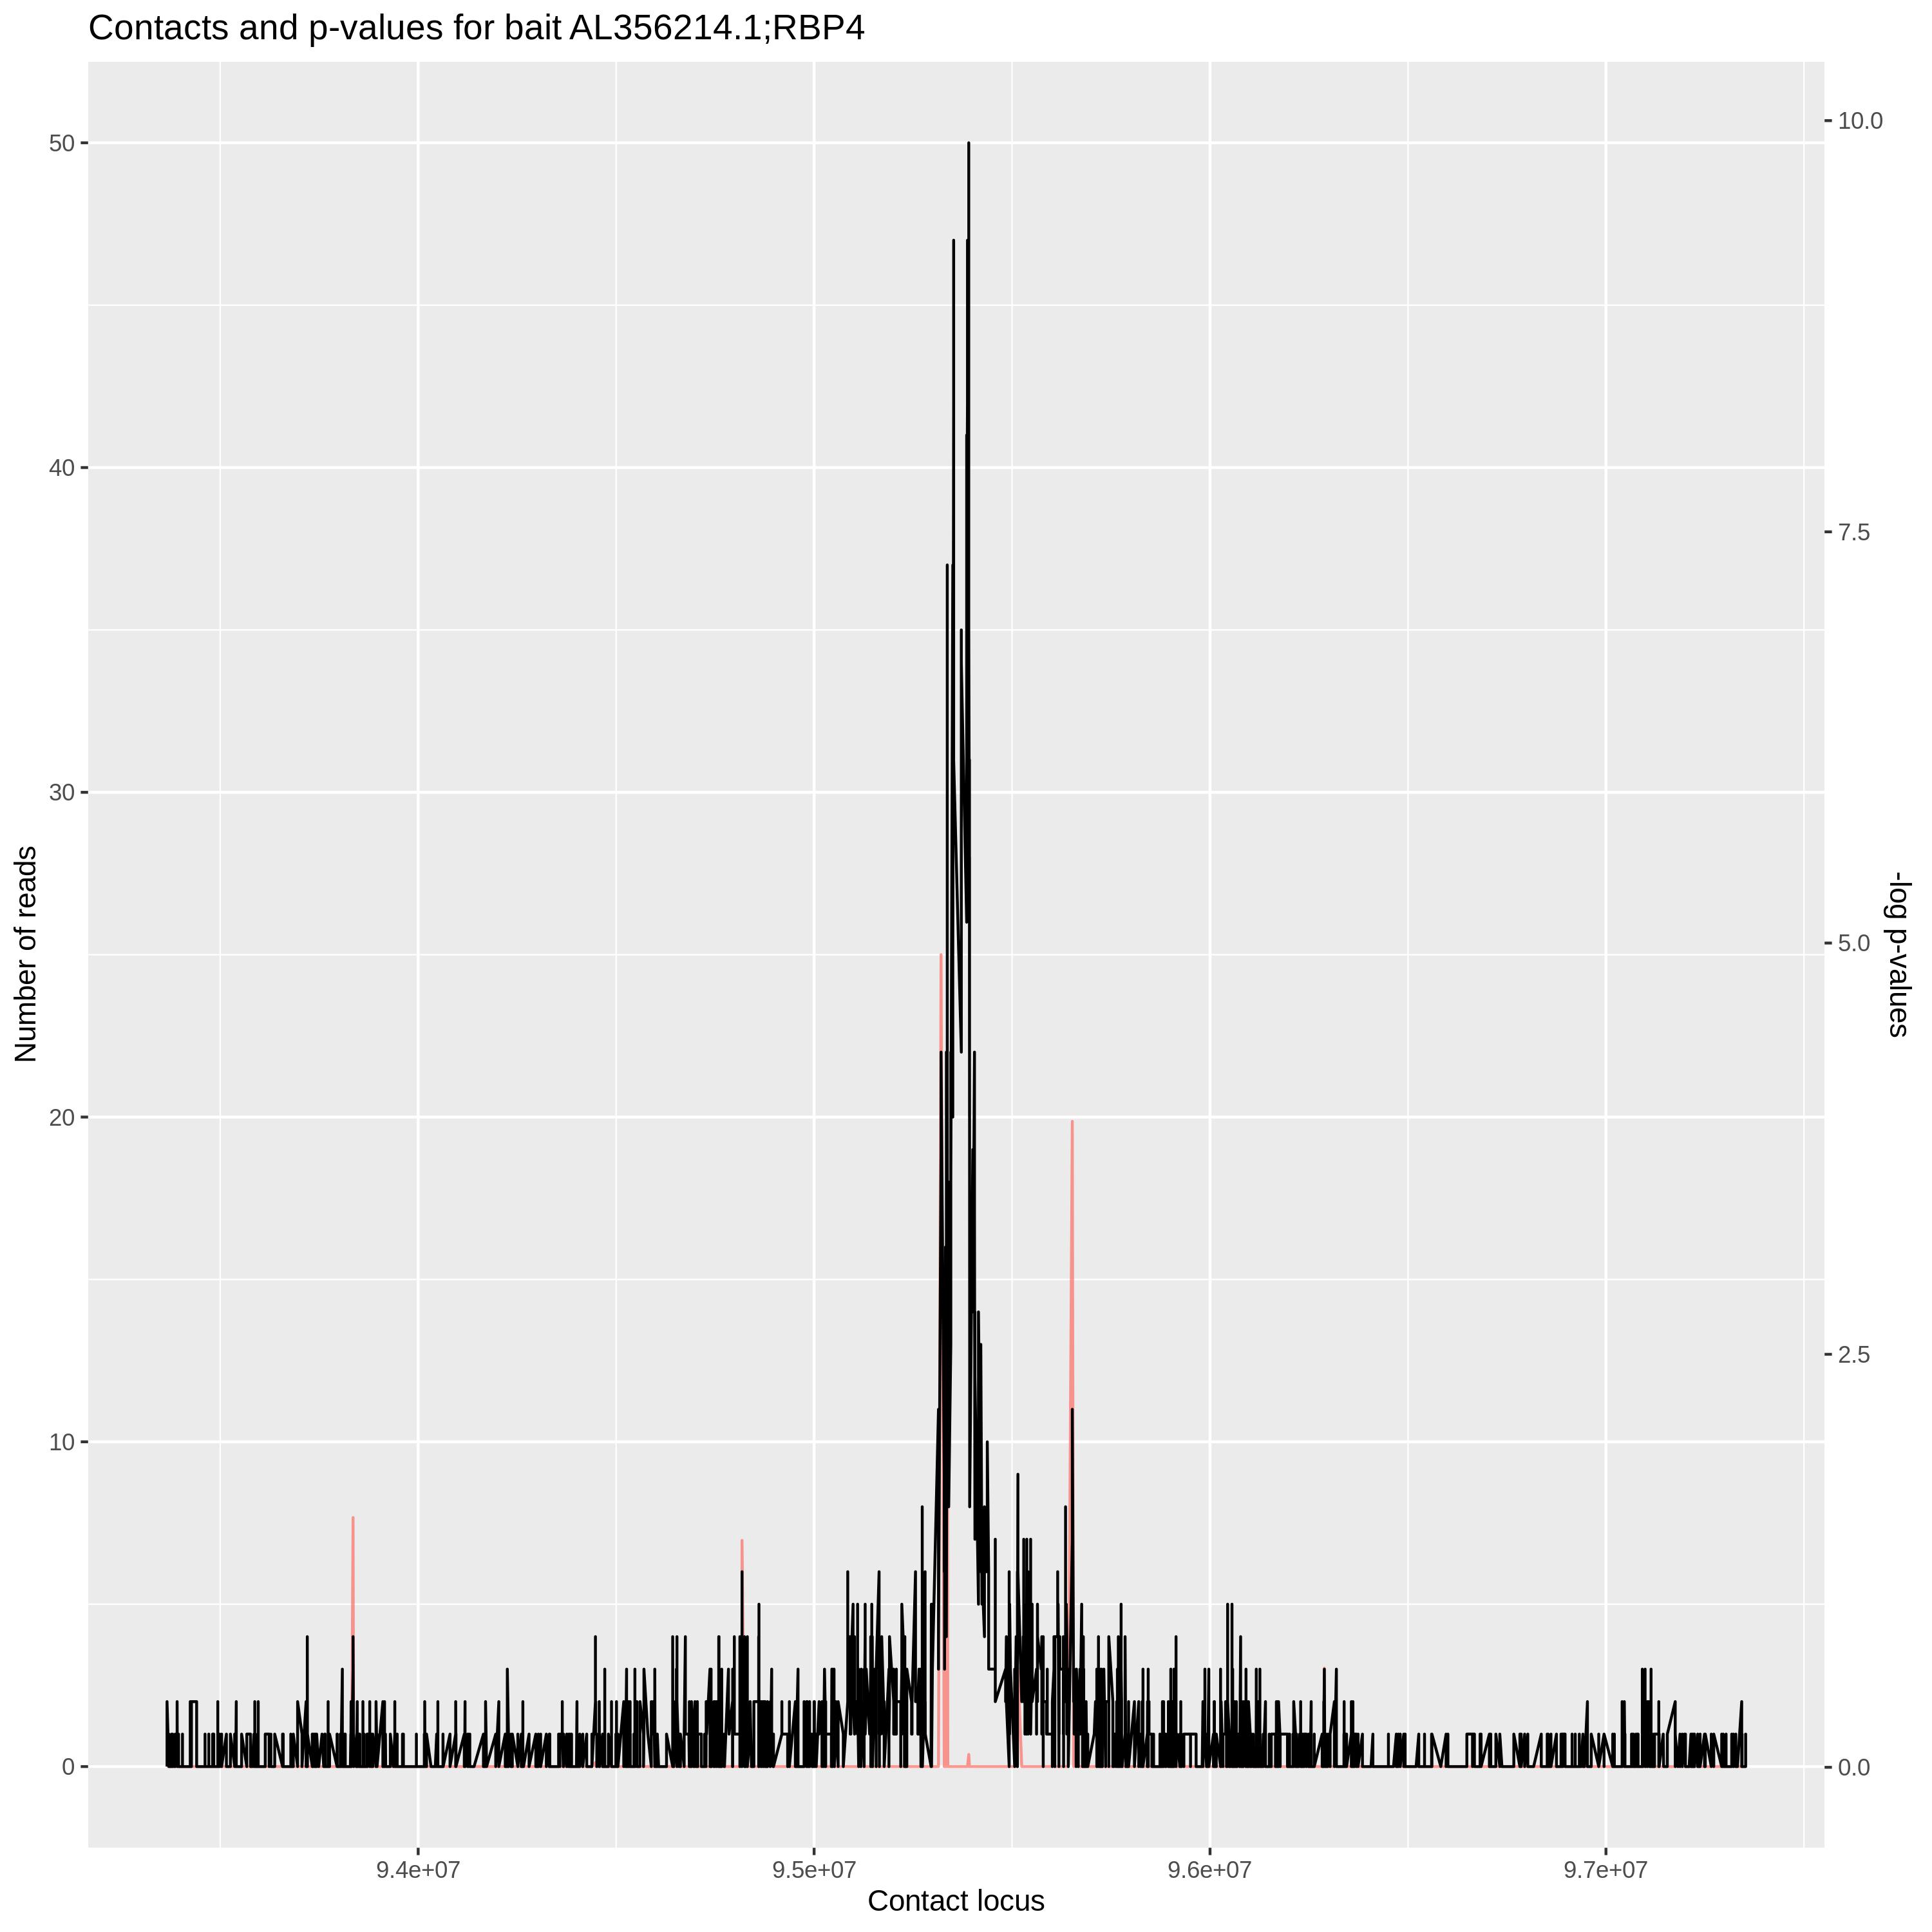 Contacts and p-values for bait AL356214.1;RBP4
50
40
30
20
10
0
Number of reads
10.0
7.5
5.0
2.5
0.0
-log p-values
9.4e+07
9.5e+07
9.6e+07
9.7e+07
Contact locus